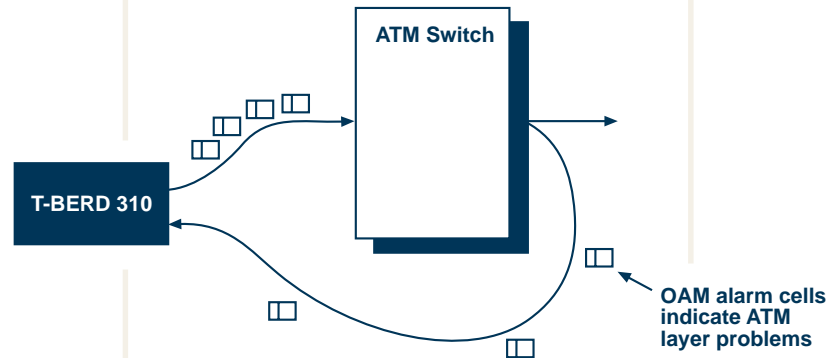 ATM Switch
T-BERD 310
OAM alarm cells
indicate ATM
layer problems